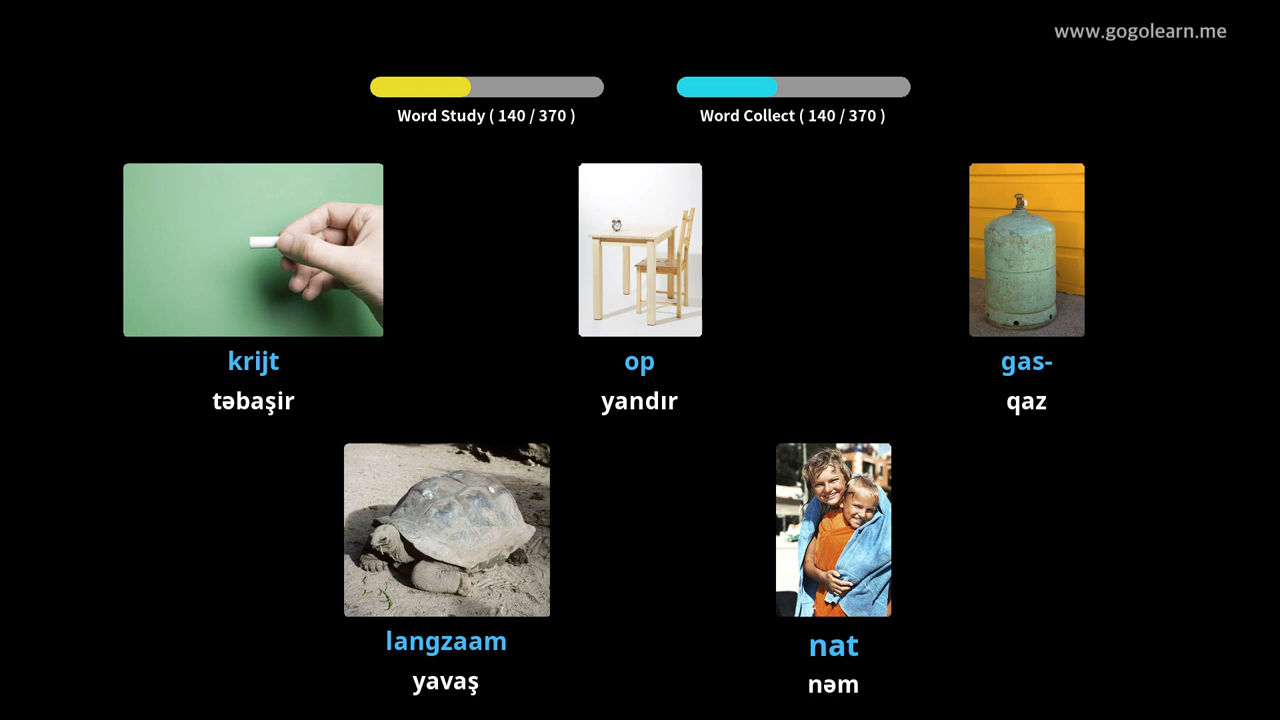 www.gogolearn.me
Word Study ( 140 / 370 )
Word Collect ( 140 / 370 )
krijt
op
gas-
təbaşir
yandır
qaz
langzaam
nat
yavaş
nəm